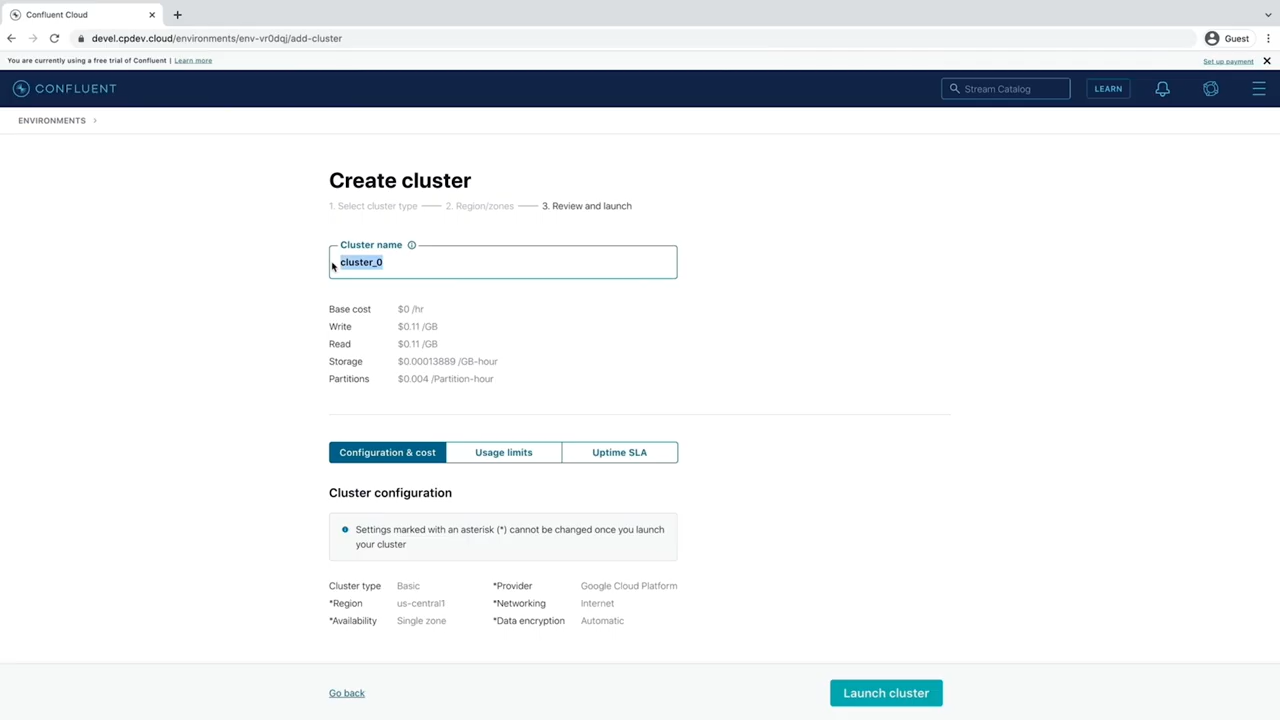 Confluent Cloud
devel.cpdev.cloud/environments/env-vr0dqj/add-cluster
Guest
You are currently using a free trial of Confluent | Learn more
Set up payment
CONFLUENT
Stream Catalog
LEARN
ENVIRONMENTS >
Create cluster
1. Select cluster type
2. Region/zones
3. Review and launch
Cluster name
cluster_0
Base cost $0 /hr
Write $0.11 /GB
Read $0.11 /GB
Storage $0.00013889 /GB-hour
Partitions $0.004 /Partition-hour
Configuration & cost
Usage limits
Uptime SLA
Cluster configuration
Settings marked with an asterisk (*) cannot be changed once you launch
your cluster
Cluster type Basic *Provider Google Cloud Platform
*Region us-central1 *Networking Internet
*Availability Single zone *Data encryption Automatic
Go back
Launch cluster